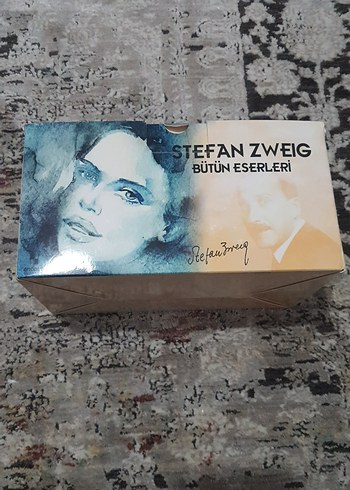 STEFAN ZWEIG
BÜTÜN ESERLERİ
Stefan Zweig